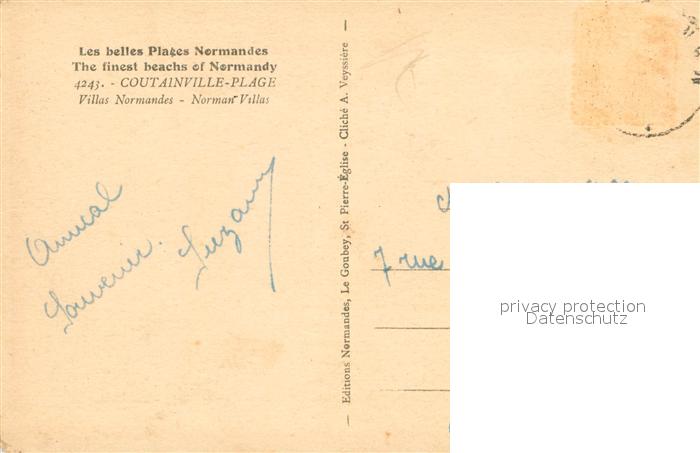 Les belles Plages Normandes
The finest beachs of Normandy
4243. - COUTAINVILLE-PLAGE
Villas Normandes - Norman Villas
Amical
Souvenir. Suzanne
Editions Normandes, Le Goubey, St Pierre-Église - Cliché A. Veyssière
7 rue
privacy protection
Datenschutz